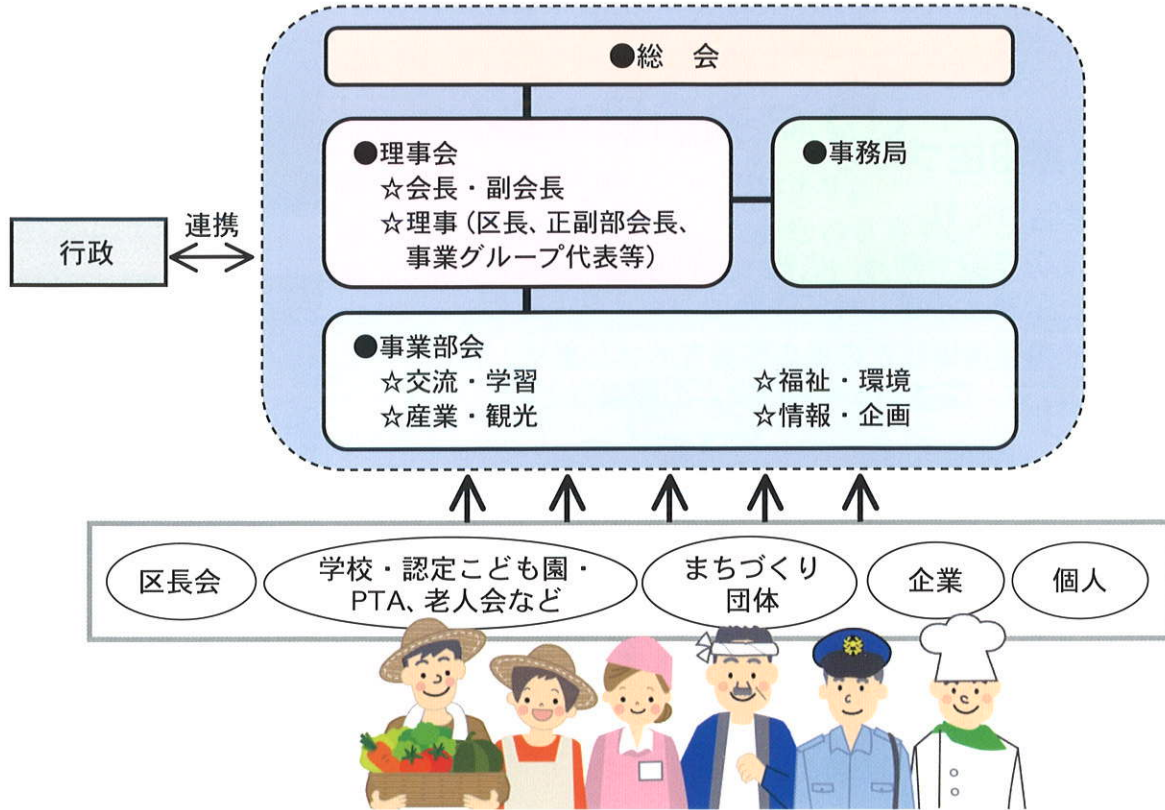 ●総　会
●理事会
☆会長・副会長
☆理事（区長、正副部会長、
事業グループ代表等）
●事務局
連携
行政
●事業部会
☆交流・学習
☆福祉・環境
☆産業・観光
☆情報・企画
区長会
学校・認定こども園・
PTA、老人会など
まちづくり
団体
企業
個人